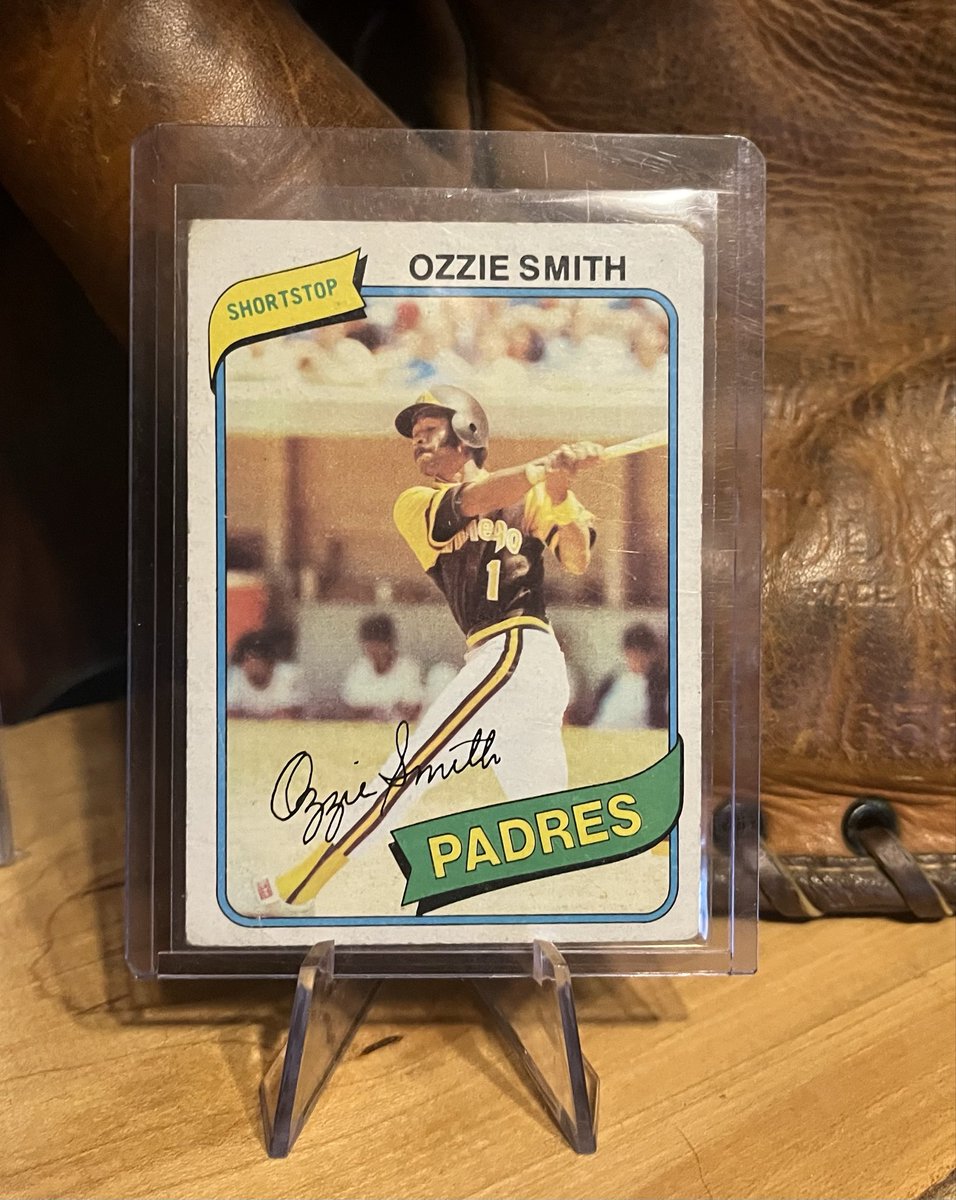 OZZIE SMITH
SHORTSTOP
1
Ozzie Smith
PADRES